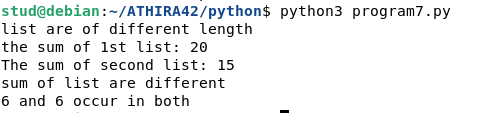 stud@debian:~/ATHIRA42/python$ python3 program7.py
list are of different length
the sum of 1st list: 20
The sum of second list: 15
sum of list are different
6 and 6 occur in both